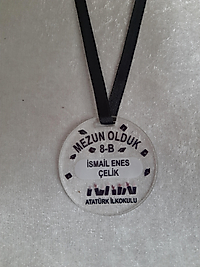 MEZUN OLDUK
8-B
İSMAİL ENES
ÇELİK
ATATÜRK İLKOKULU